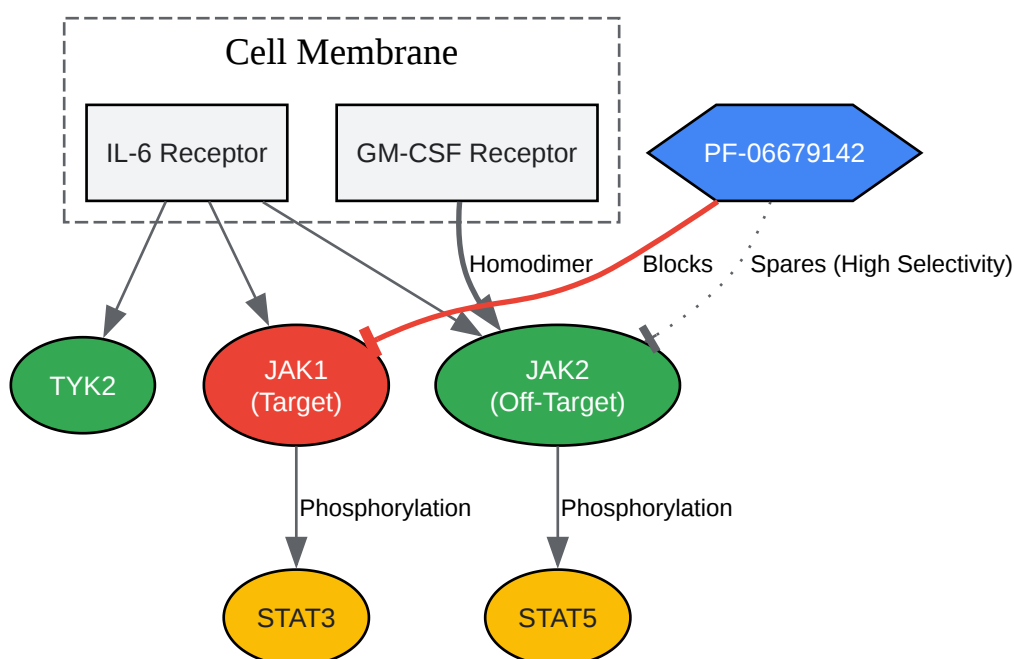 Cell Membrane
IL-6 Receptor
GM-CSF Receptor
PF-06679142
Homodimer
Blocks
Spares (High Selectivity)
TYK2
JAK1
(Target)
JAK2
(Off-Target)
Phosphorylation
Phosphorylation
STAT3
STAT5